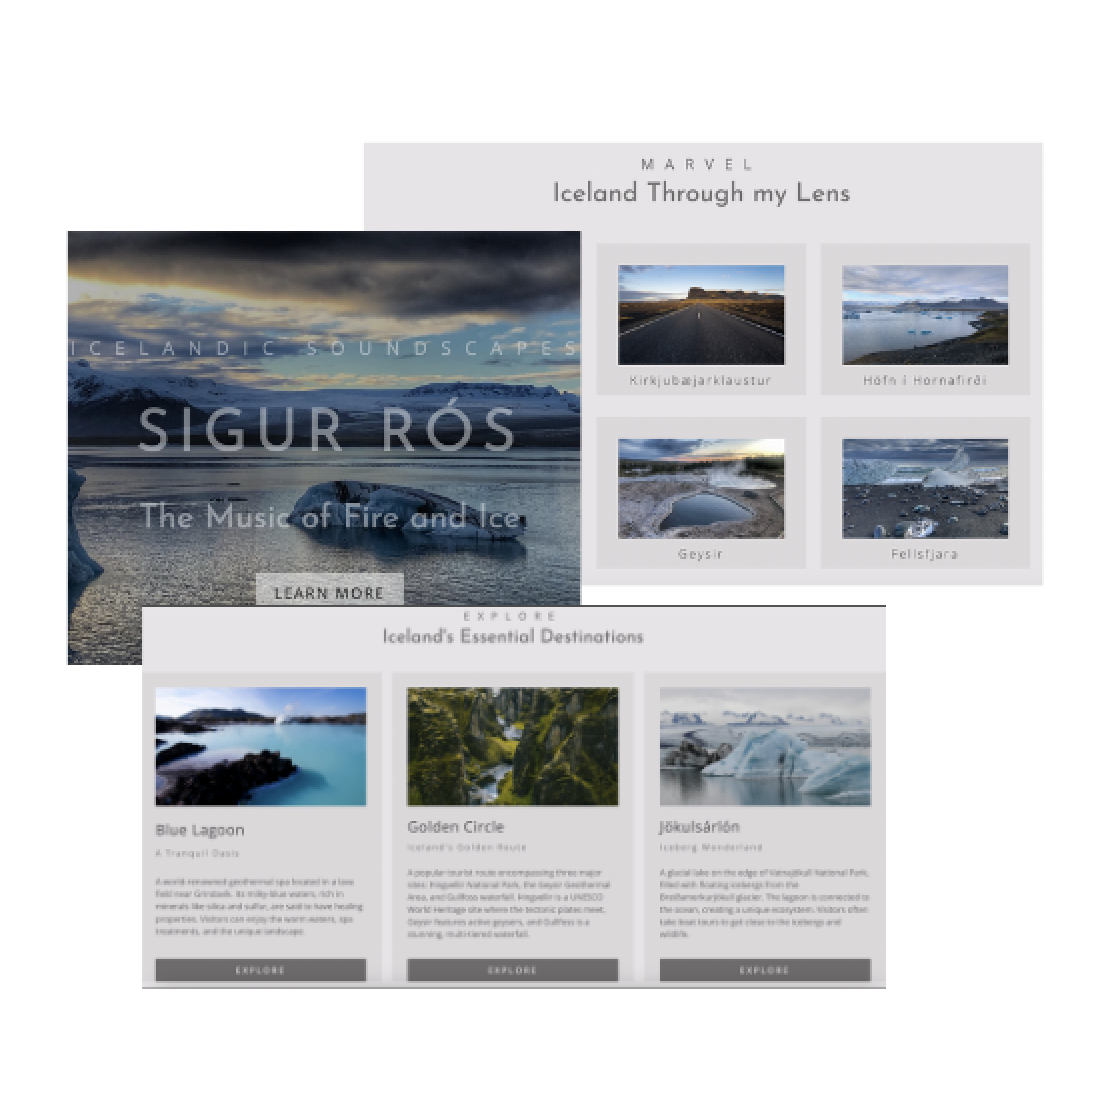 MARVEL
Iceland Through my Lens
Kirkjubæjarklaustur
Höfn í Hornafirði
Geysir
Fellsfjara
ICELANDIC SOUNDSCAPES
SIGUR RÓS
The Music of Fire and Ice
LEARN MORE
EXPLORE
Iceland's Essential Destinations
Blue Lagoon
A Tranquil Oasis
A world-renowned geothermal spa located in a lava
field near Grindavík. Its milky-blue waters, rich in
minerals like silica and sulfur, are said to have healing
properties. Visitors can enjoy the warm waters, spa
treatments, and the unique landscape.
EXPLORE
Golden Circle
Iceland's Golden Route
A popular tourist route encompassing three major
sites: Þingvellir National Park, the Geysir Geothermal
Area, and Gullfoss waterfall. Þingvellir is a UNESCO
World Heritage site where the tectonic plates meet,
Geysir features active geysers, and Gullfoss is a
stunning, multi-tiered waterfall.
EXPLORE
Jökulsárlón
Iceberg Wonderland
A glacial lake on the edge of Vatnajökull National Park,
filled with floating icebergs from the
Breiðamerkurjökull glacier. The lagoon is connected to
the ocean, creating a unique ecosystem. Visitors often
take boat tours to get close to the icebergs and
wildlife.
EXPLORE